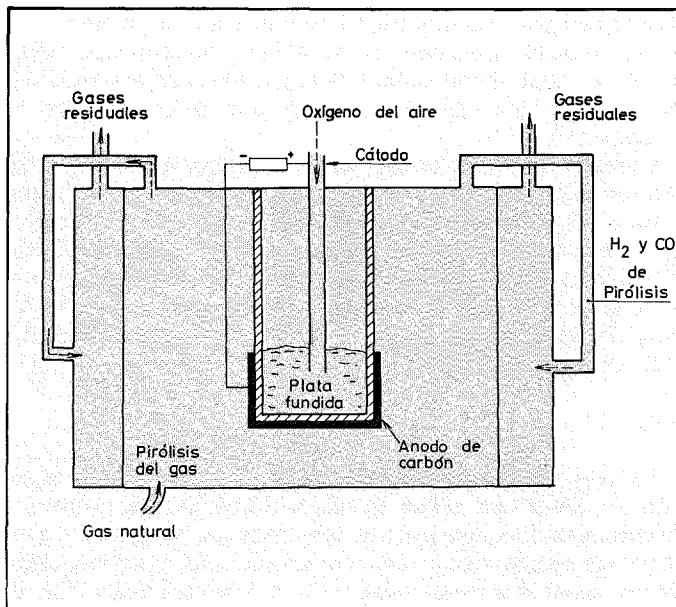 Gases
residuales
Oxígeno del aire
Gases
residuales
- +
Cátodo
H2 y CO
de
Pirólisis
Plata
fundida
Anodo de
carbón
Pirólisis
del gas
Gas natural